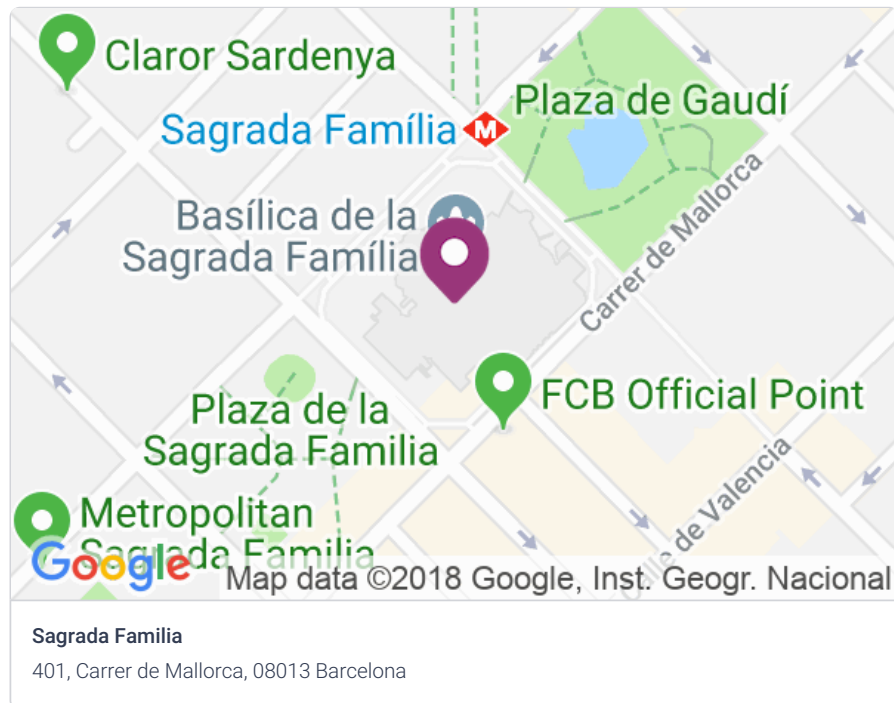 Claror Sardenya
Plaza de Gaudí
Sagrada Família
M
Basílica de la
Sagrada Família
Carrer de Mallorca
FCB Official Point
Plaza de la
Sagrada Familia
Calle de Valencia
Metropolitan
Sagrada Familia
Google
Map data ©2018 Google, Inst. Geogr. Nacional
Sagrada Familia
401, Carrer de Mallorca, 08013 Barcelona